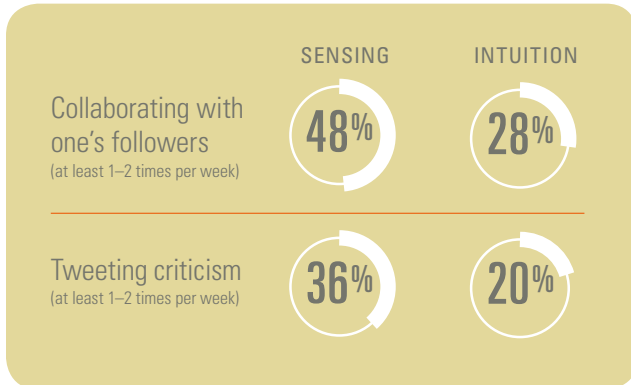 SENSING INTUITION
Collaborating with
one's followers
(at least 1–2 times per week)
48% 28%
Tweeting criticism
(at least 1–2 times per week)
36% 20%